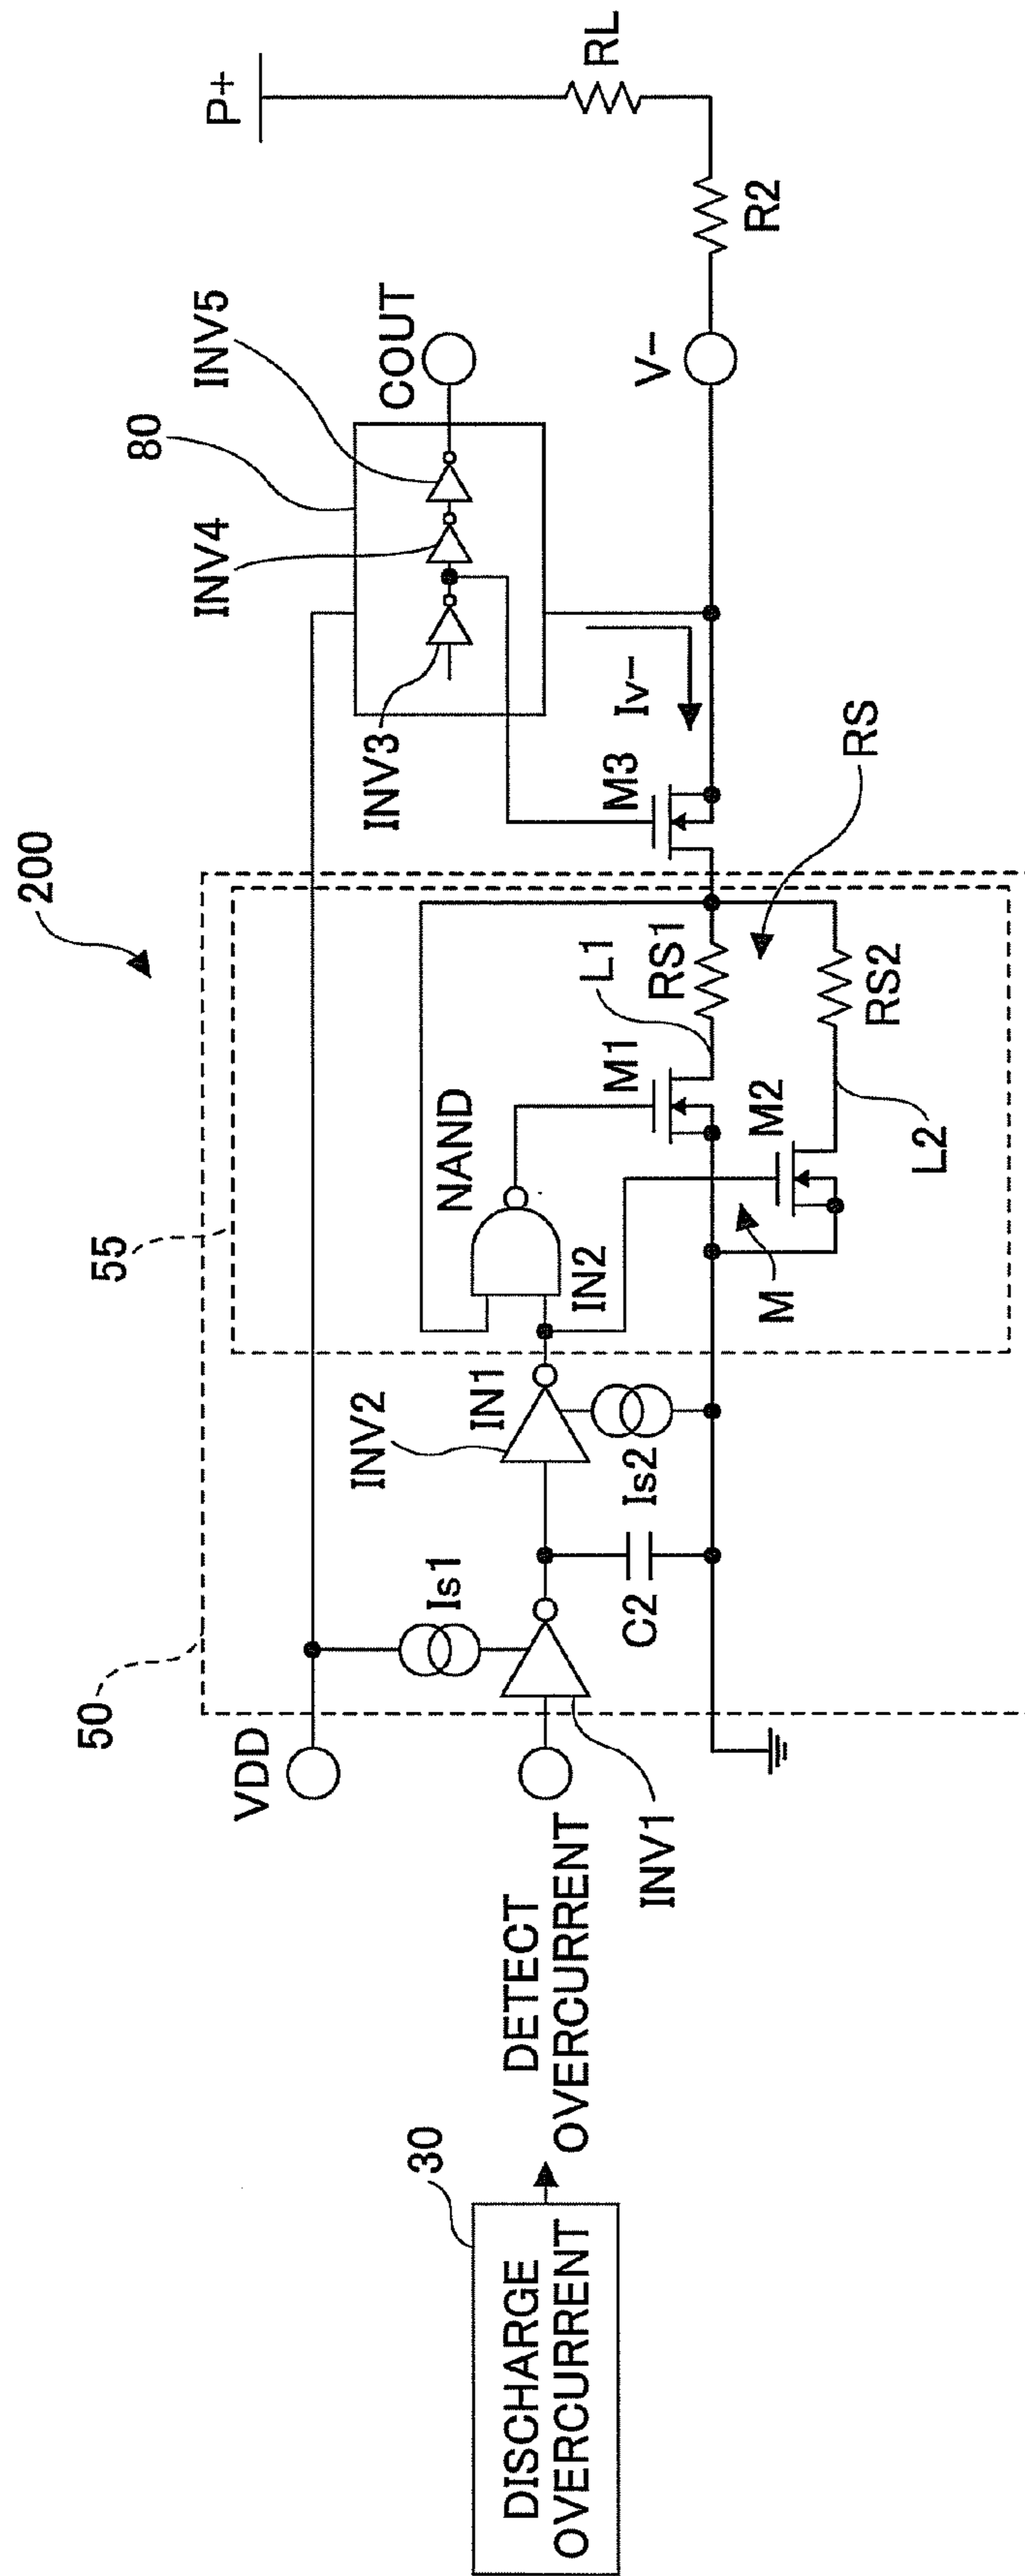 200
50
55
80
INV4
INV5
P+
VDD
Is1
INV2
IN1
NAND
INV3
COUT
RL
30
DISCHARGE
OVERCURRENT
DETECT
OVERCURRENT
INV1
C2
Is2
IN2
M1
L1
RS1
M3
Iv-
V-
R2
M
M2
L2
RS2
RS